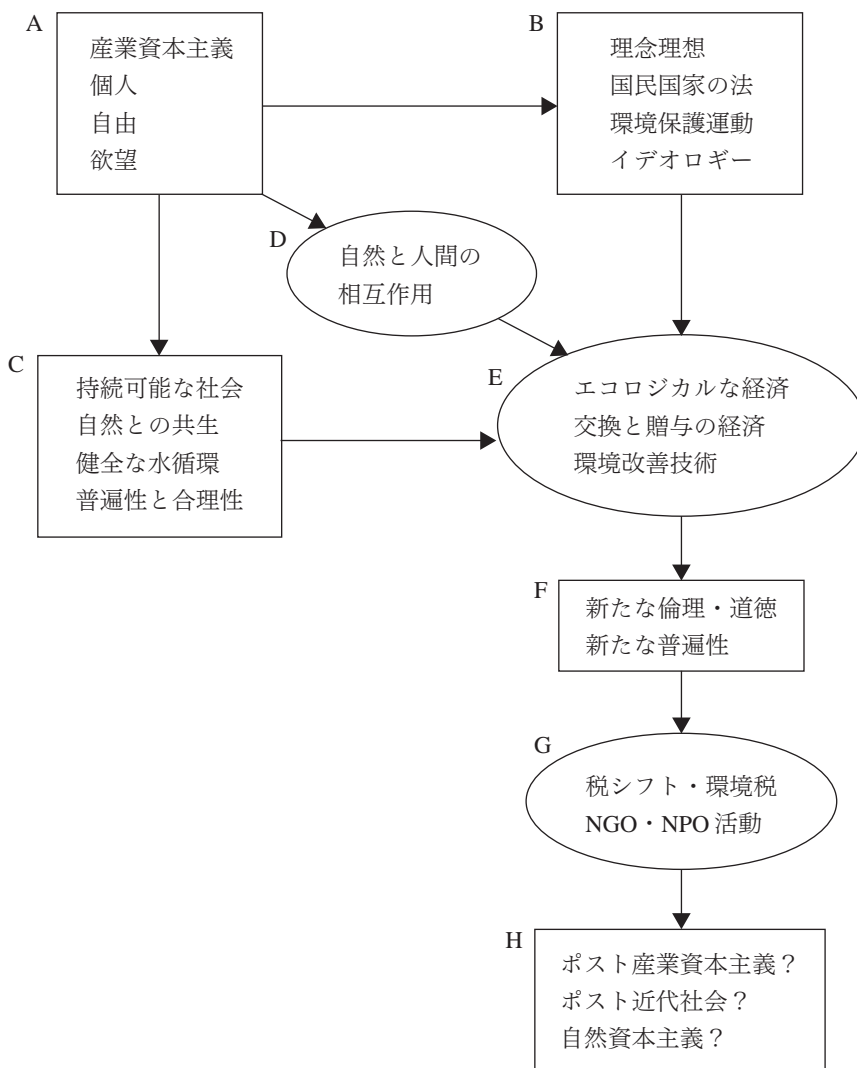 A
産業資本主義
個人
自由
欲望
B
理念理想
国民国家の法
環境保護運動
イデオロギー
D
自然と人間の
相互作用
C
持続可能な社会
自然との共生
健全な水循環
普遍性と合理性
E
エコロジカルな経済
交換と贈与の経済
環境改善技術
F
新たな倫理・道徳
新たな普遍性
G
税シフト・環境税
NGO・NPO 活動
H
ポスト産業資本主義？
ポスト近代社会？
自然資本主義？